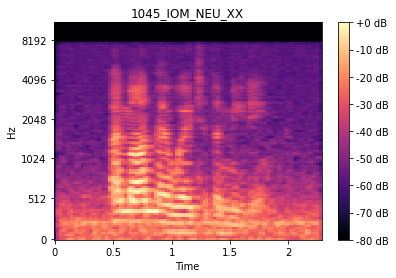 1045_IOM_NEU_XX
+0 dB
8192
-10 dB
4096
-20 dB
-30 dB
2048
Hz
-40 dB
1024
-50 dB
512
-60 dB
-70 dB
0
-80 dB
0 0.5 1 1.5 2
Time